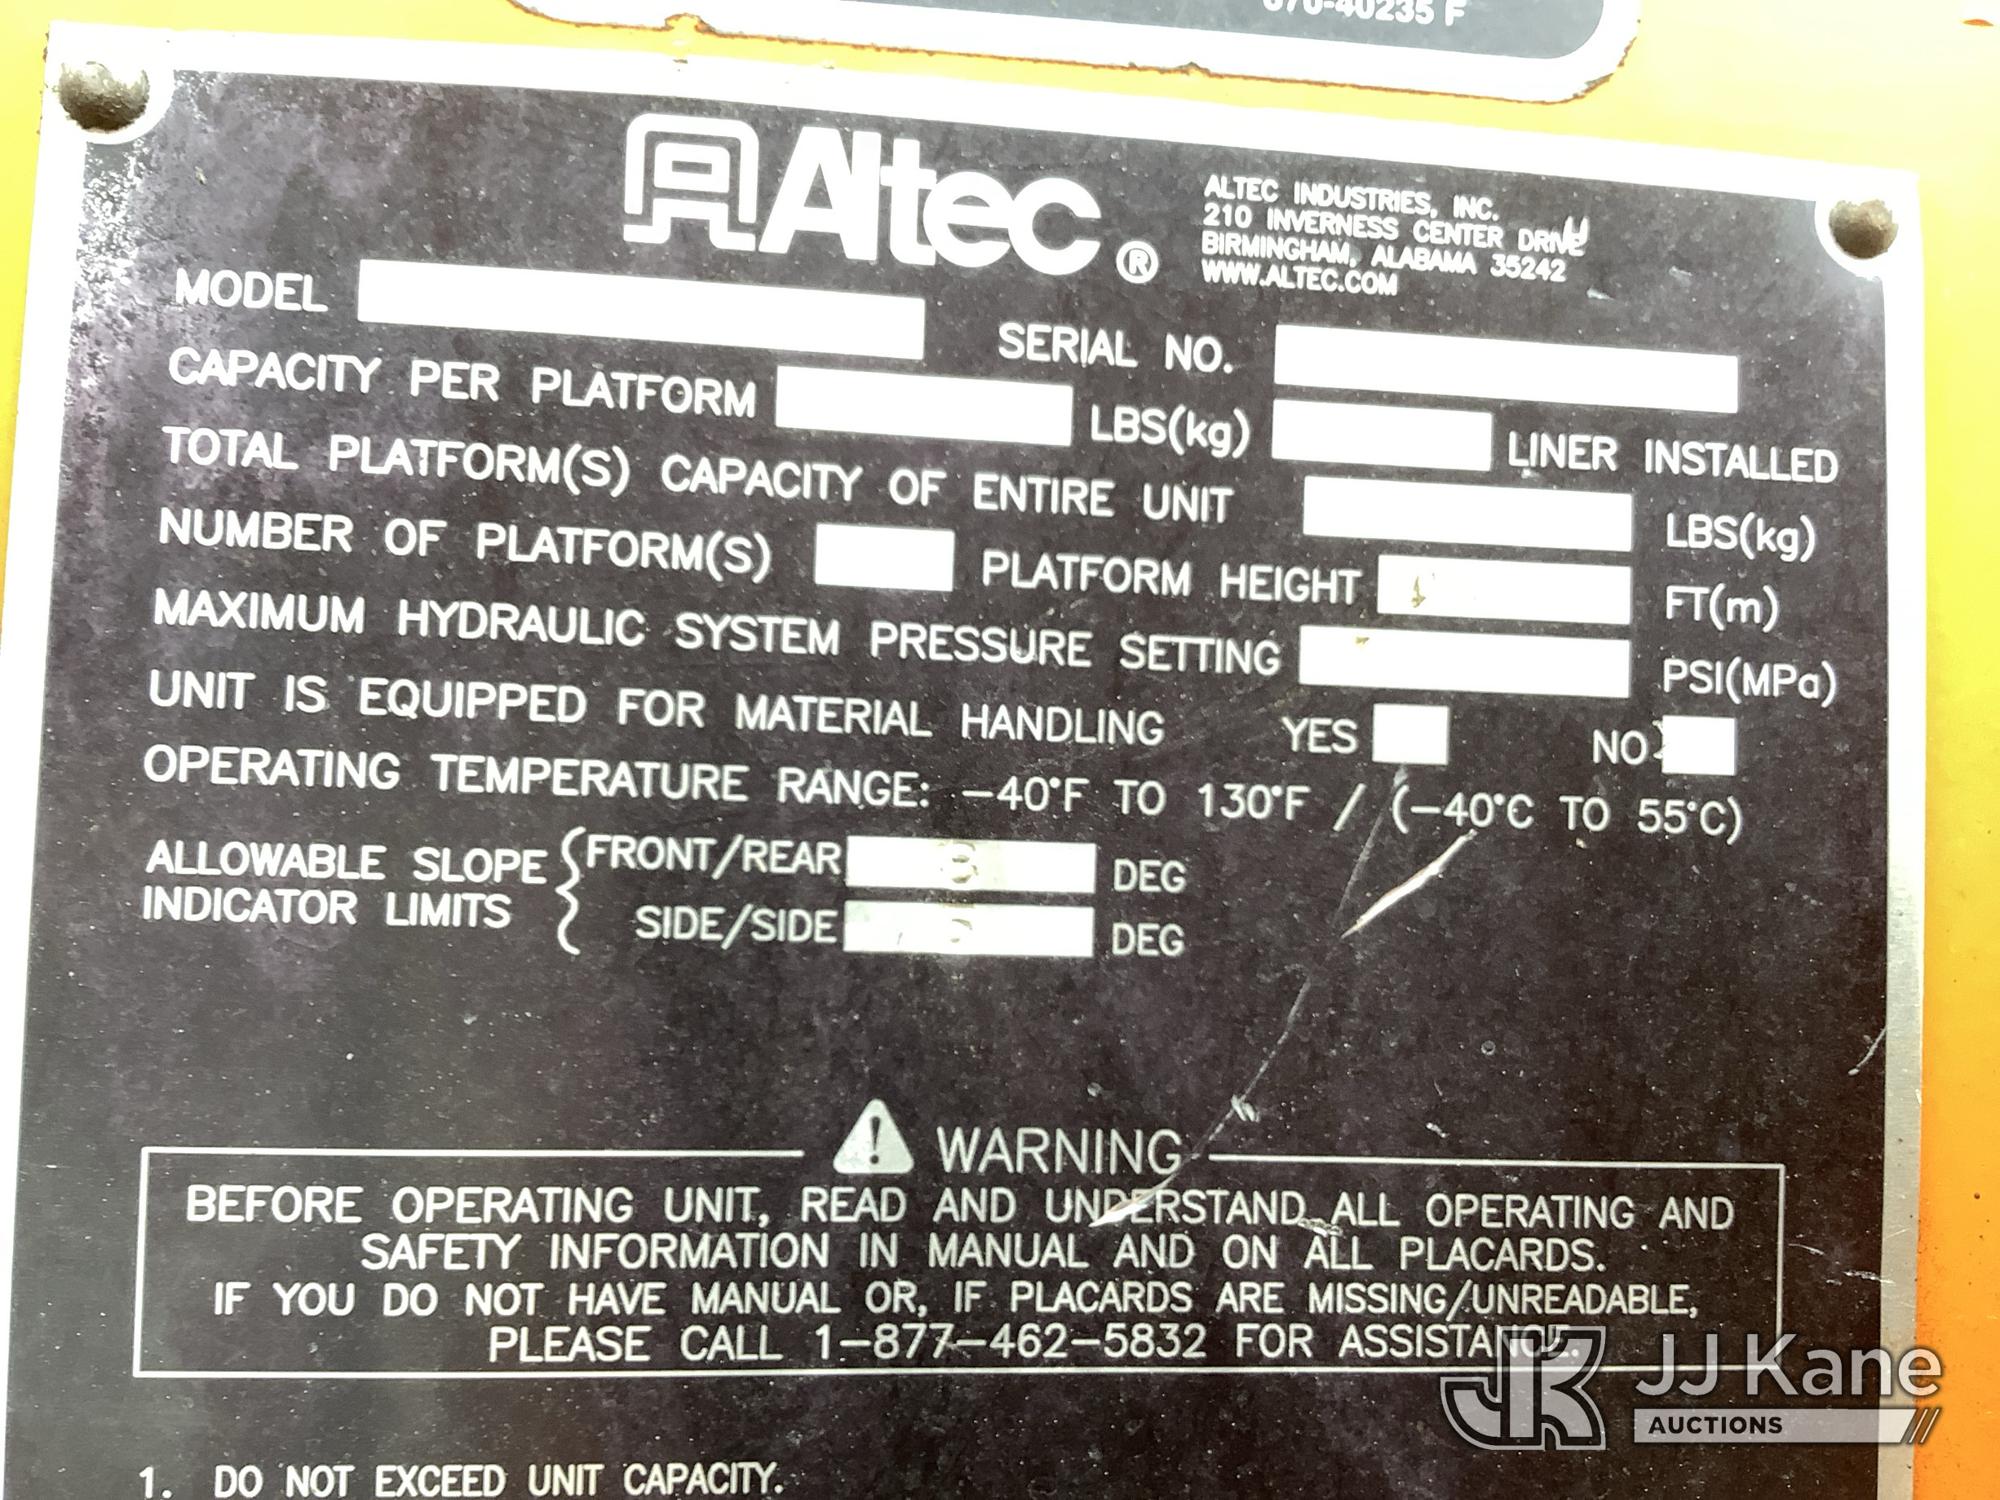 40235 F
Altec ®
ALTEC INDUSTRIES, INC.
210 INVERNESS CENTER DRIVE
BIRMINGHAM, ALABAMA 35242
WWW.ALTEC.COM
MODEL SERIAL NO.
CAPACITY PER PLATFORM LBS(kg) LINER INSTALLED
TOTAL PLATFORM(S) CAPACITY OF ENTIRE UNIT LBS(kg)
NUMBER OF PLATFORM(S) PLATFORM HEIGHT FT(m)
MAXIMUM HYDRAULIC SYSTEM PRESSURE SETTING PSI(MPa)
UNIT IS EQUIPPED FOR MATERIAL HANDLING YES NO
OPERATING TEMPERATURE RANGE: -40°F TO 130°F / (-40°C TO 55°C)
ALLOWABLE SLOPE INDICATOR LIMITS
FRONT/REAR DEG
SIDE/SIDE DEG
WARNING
BEFORE OPERATING UNIT, READ AND UNDERSTAND ALL OPERATING AND
SAFETY INFORMATION IN MANUAL AND ON ALL PLACARDS.
IF YOU DO NOT HAVE MANUAL OR, IF PLACARDS ARE MISSING/UNREADABLE,
PLEASE CALL 1-877-462-5832 FOR ASSISTANCE.
1. DO NOT EXCEED UNIT CAPACITY.
JK JJ Kane
AUCTIONS